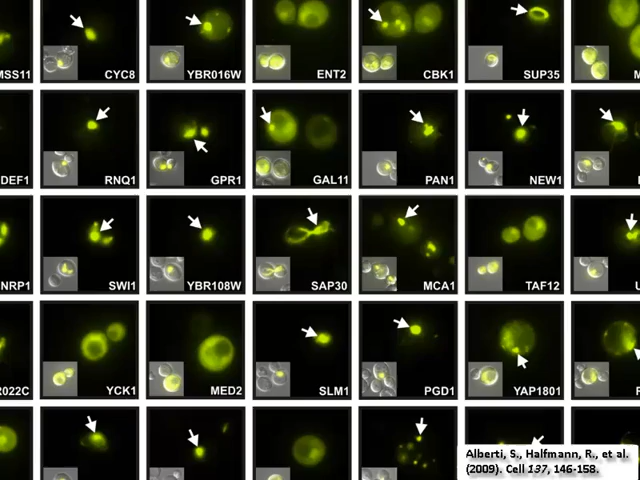 MSS11 CYC8 YBR016W ENT2 CBK1 SUP35
DEF1 RNQ1 GPR1 GAL11 PAN1 NEW1
NRP1 SWI1 YBR108W SAP30 MCA1 TAF12
022C YCK1 MED2 SLM1 PGD1 YAP1801
Alberti, S., Halfmann, R., et al.
(2009). Cell 137, 146-158.